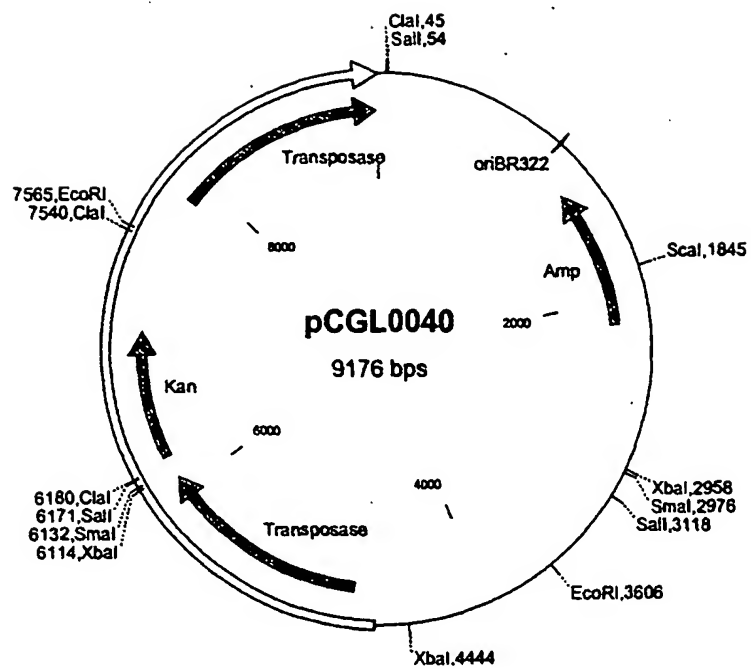 ClaI,45
SalI,54
Transposase
oriBR322
7565,EcoRI
7540,ClaI
8000
ScaI,1845
Amp
2000
pCGL0040
9176 bps
Kan
6000
4000
6180,ClaI
6171,SalI
6132,SmaI
6114,XbaI
Transposase
XbaI,2958
SmaI,2976
SalI,3118
EcoRI,3606
XbaI,4444